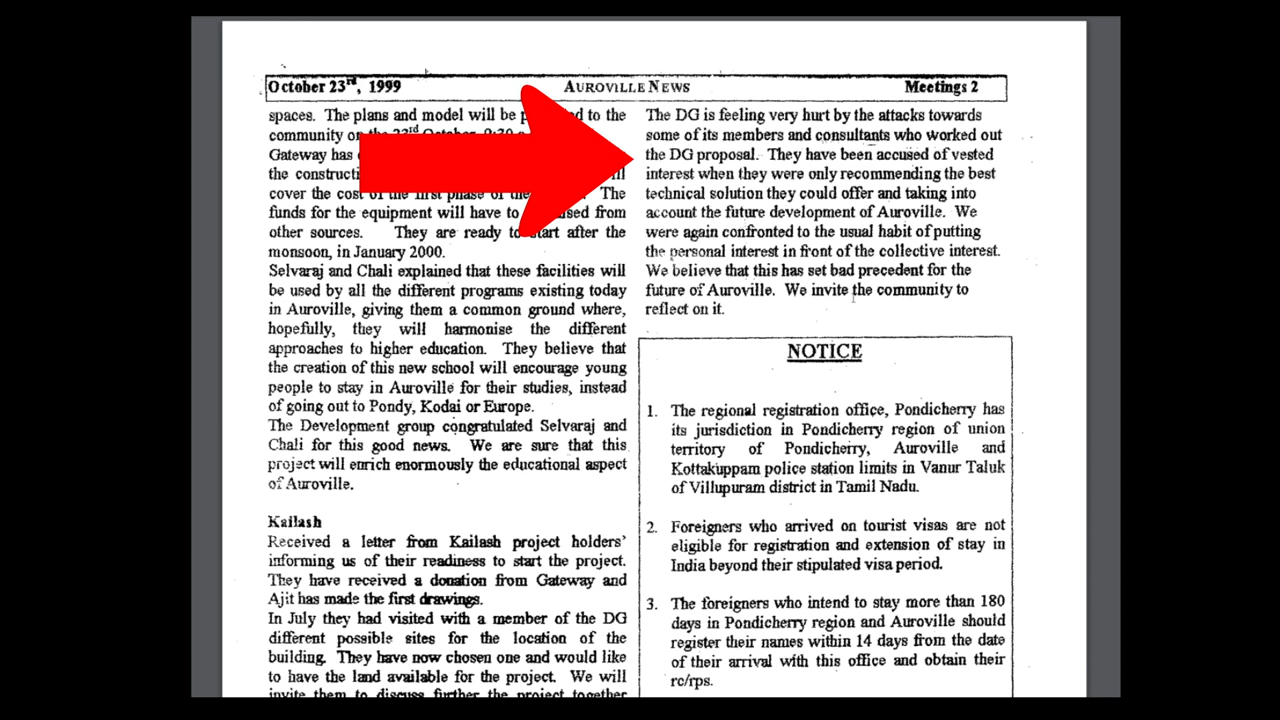 October 23rd, 1999
AUROVILLE NEWS
Meetings 2
spaces. The plans and model will be to the
community on the 23rd October,
Gateway has
the constructi
cover the cost of the first phase of the The
funds for the equipment will have to from
other sources. They are ready to start after the
monsoon, in January 2000.
Selvaraj and Chali explained that these facilities will
be used by all the different programs existing today
in Auroville, giving them a common ground where,
hopefully, they will harmonise the different
approaches to higher education. They believe that
the creation of this new school will encourage young
people to stay in Auroville for their studies, instead
of going out to Pondy, Kodai or Europe.
The Development group congratulated Selvaraj and
Chali for this good news. We are sure that this
project will enrich enormously the educational aspect
of Auroville.
Kailash
Received a letter from Kailash project holders'
informing us of their readiness to start the project.
They have received a donation from Gateway and
Ajit has made the first drawings.
In July they had visited with a member of the DG
different possible sites for the location of the
building. They have now chosen one and would like
to have the land available for the project. We will
invite them to discuss further the project together
The DG is feeling very hurt by the attacks towards
some of its members and consultants who worked out
the DG proposal. They have been accused of vested
interest when they were only recommending the best
technical solution they could offer and taking into
account the future development of Auroville. We
were again confronted to the usual habit of putting
the personal interest in front of the collective interest.
We believe that this has set bad precedent for the
future of Auroville. We invite the community to
reflect on it.
NOTICE
1. The regional registration office, Pondicherry has
its jurisdiction in Pondicherry region of union
territory of Pondicherry, Auroville and
Kottakuppam police station limits in Vanur Taluk
of Villupuram district in Tamil Nadu.
2. Foreigners who arrived on tourist visas are not
eligible for registration and extension of stay in
India beyond their stipulated visa period.
3. The foreigners who intend to stay more than 180
days in Pondicherry region and Auroville should
register their names within 14 days from the date
of their arrival with this office and obtain their
rc/rps.